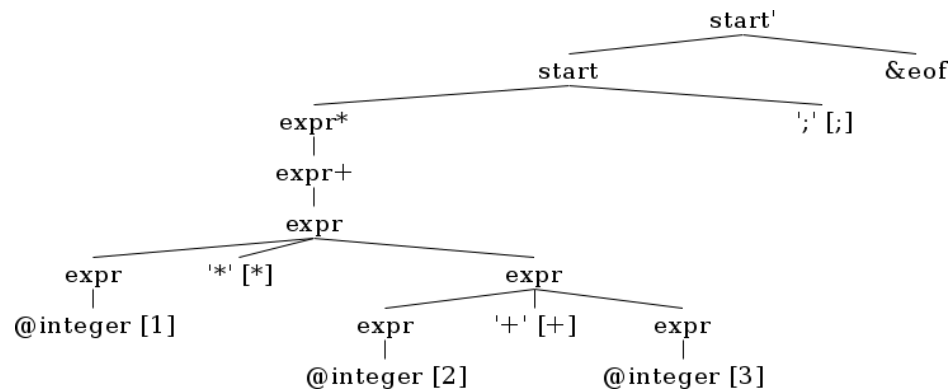 start'
start &eof
expr* ';' [;]
expr+
expr
expr '*' [*] expr
@integer [1] expr '+' [+] expr
@integer [2] @integer [3]